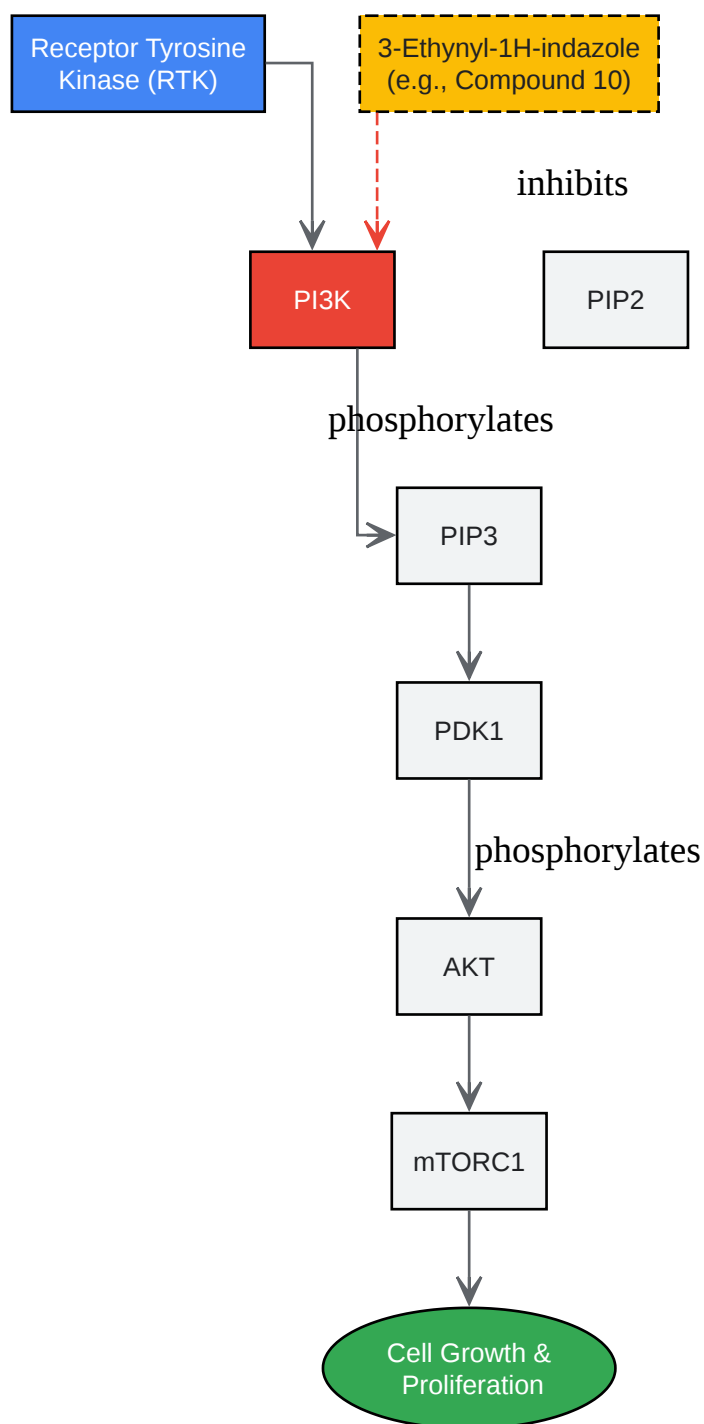 Receptor Tyrosine
Kinase (RTK)
3-Ethynyl-1H-indazole
(e.g., Compound 10)
inhibits
PI3K
PIP2
phosphorylates
PIP3
PDK1
phosphorylates
AKT
mTORC1
Cell Growth &
Proliferation